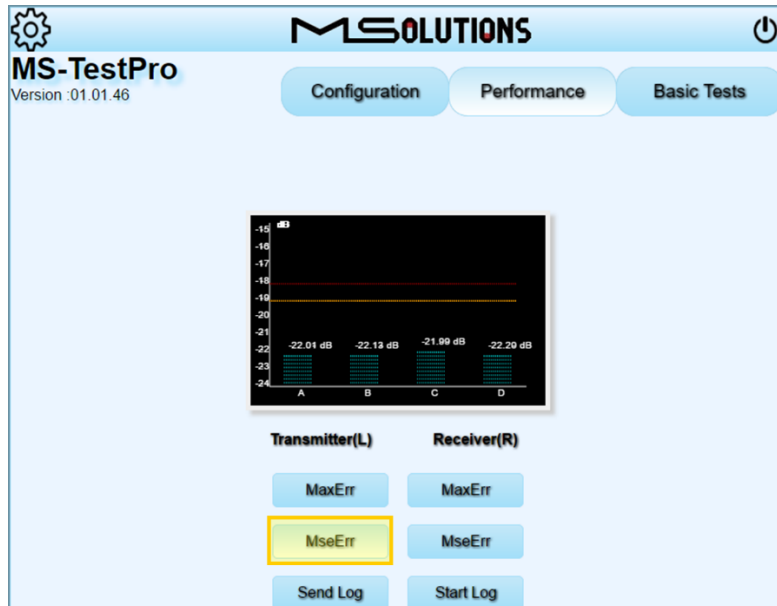 MSOLUTIONS
MS-TestPro
Version :01.01.46
Configuration Performance Basic Tests
dB
-15
-16
-17
-18
-19
-20
-21
-22
-23
-24
-22.01 dB -22.13 dB -21.99 dB -22.29 dB
A B C D
Transmitter(L) Receiver(R)
MaxErr MaxErr
MseErr MseErr
Send Log Start Log